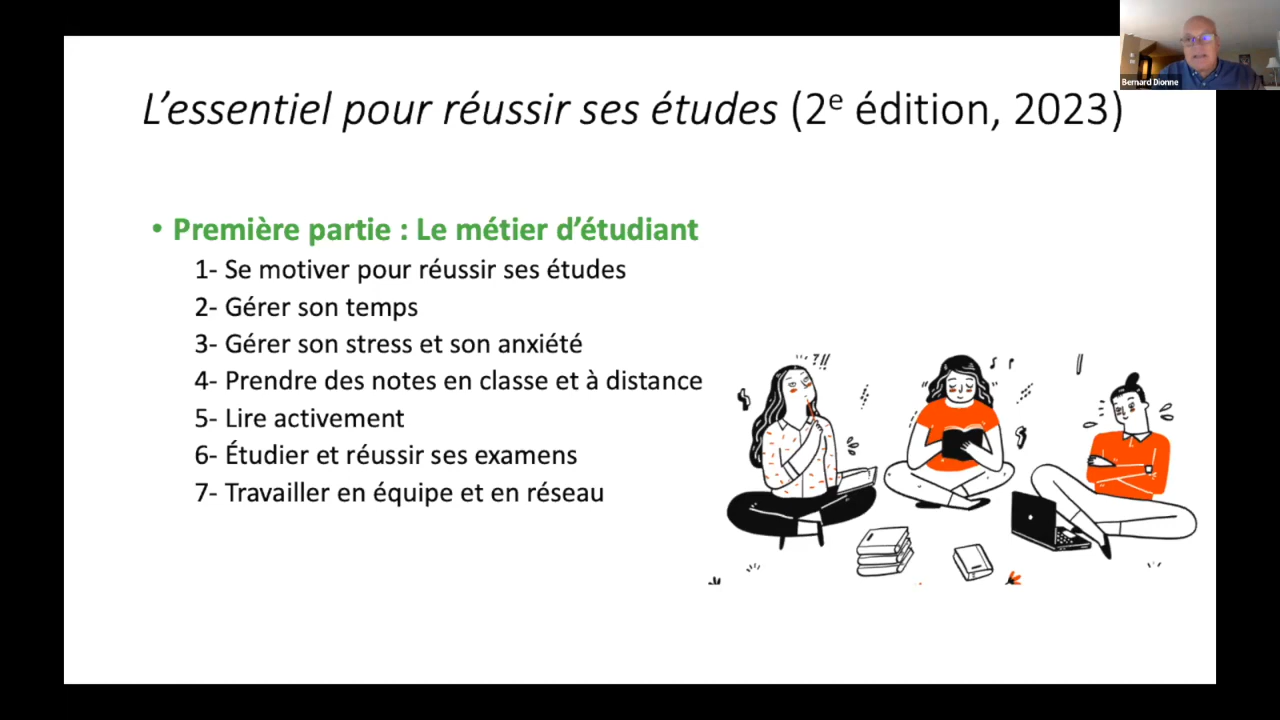 Bernard Dionne
L’essentiel pour réussir ses études (2e édition, 2023)
• Première partie : Le métier d’étudiant
1- Se motiver pour réussir ses études
2- Gérer son temps
3- Gérer son stress et son anxiété
4- Prendre des notes en classe et à distance
5- Lire activement
6- Étudier et réussir ses examens
7- Travailler en équipe et en réseau
?!!